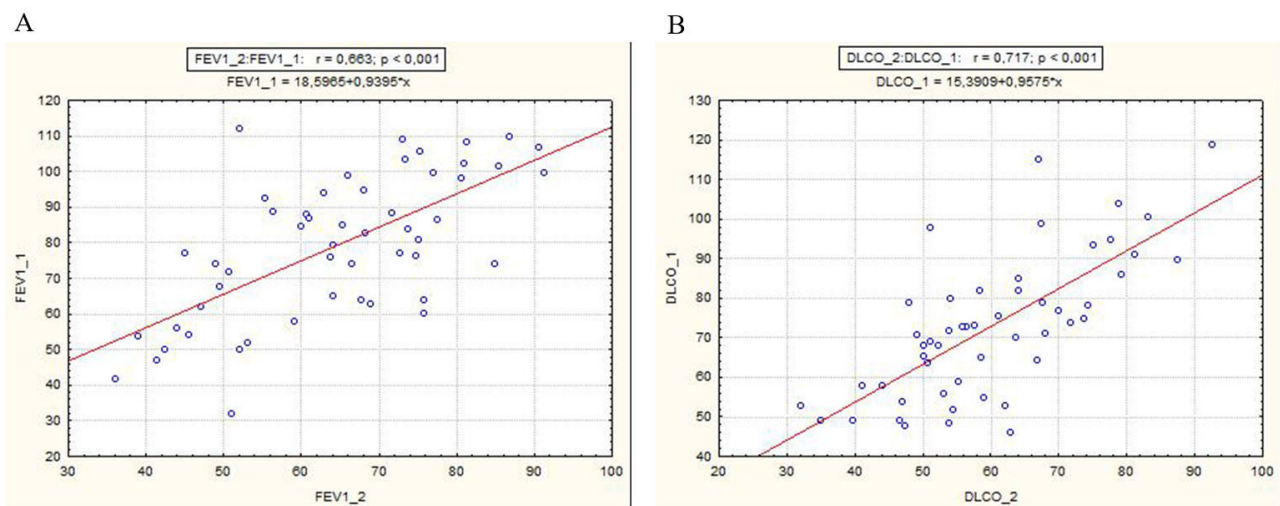 A
FEV1_2:FEV1_1: r = 0,663; p < 0,001
FEV1_1 = 18,5965+0,9395*x
120
110
100
90
80
70
60
50
40
30
20
FEV1_1
30 40 50 60 70 80 90 100
FEV1_2
B
DLCO_2:DLCO_1: r = 0,717; p < 0,001
DLCO_1 = 15,3909+0,9575*x
130
120
110
100
90
80
70
60
50
40
DLCO_1
20 30 40 50 60 70 80 90 100
DLCO_2